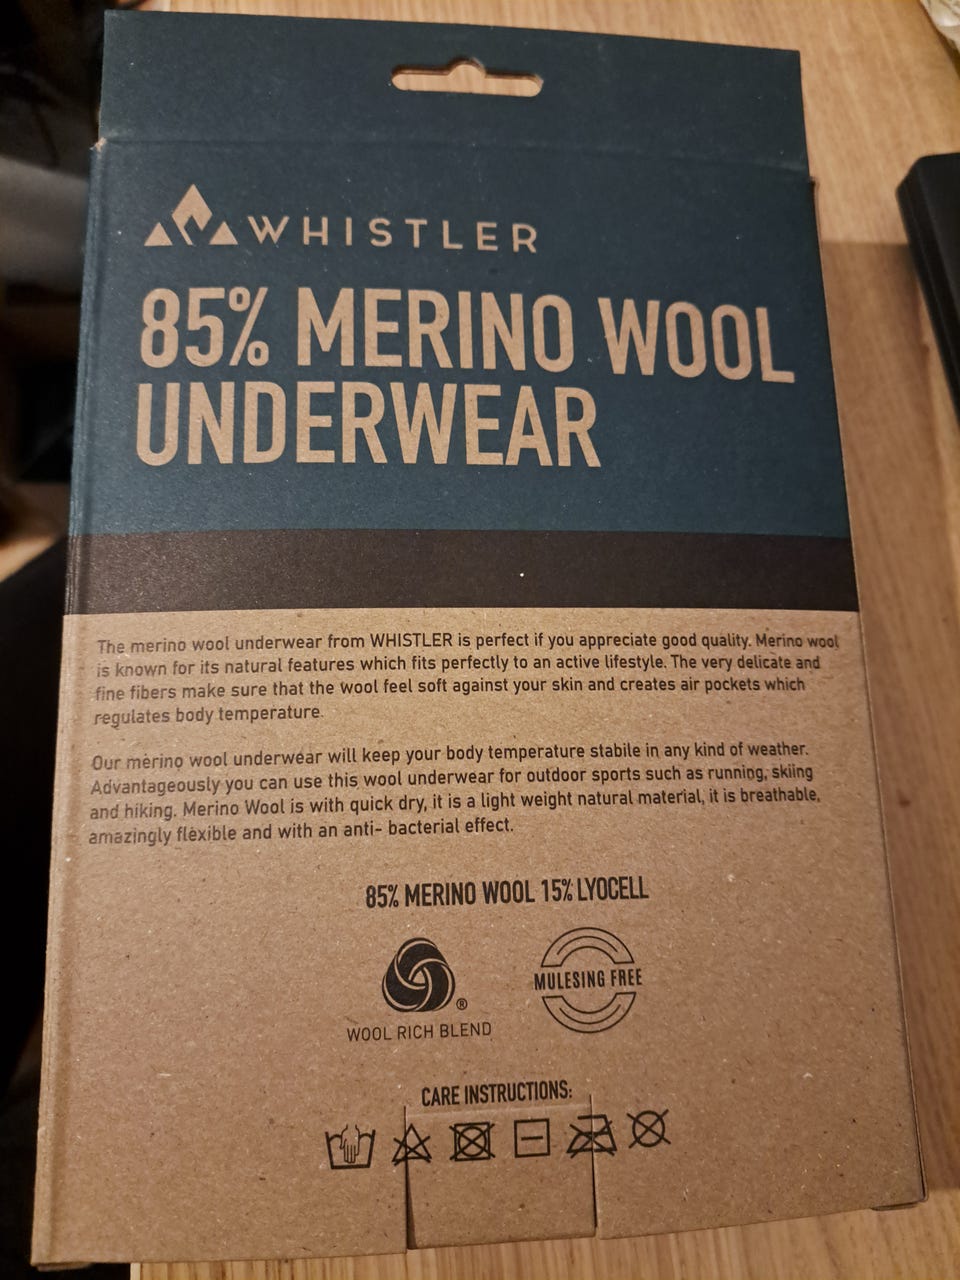 WHISTLER
85% MERINO WOOL
UNDERWEAR
The merino wool underwear from WHISTLER is perfect if you appreciate good quality. Merino wool
is known for its natural features which fits perfectly to an active lifestyle. The very delicate and
fine fibers make sure that the wool feel soft against your skin and creates air pockets which
regulates body temperature.
Our merino wool underwear will keep your body temperature stabile in any kind of weather.
Advantageously you can use this wool underwear for outdoor sports such as running, skiing
and hiking. Merino Wool is with quick dry, it is a light weight natural material, it is breathable,
amazingly flexible and with an anti- bacterial effect.
85% MERINO WOOL 15% LYOCELL
®
WOOL RICH BLEND
MULESING FREE
CARE INSTRUCTIONS: